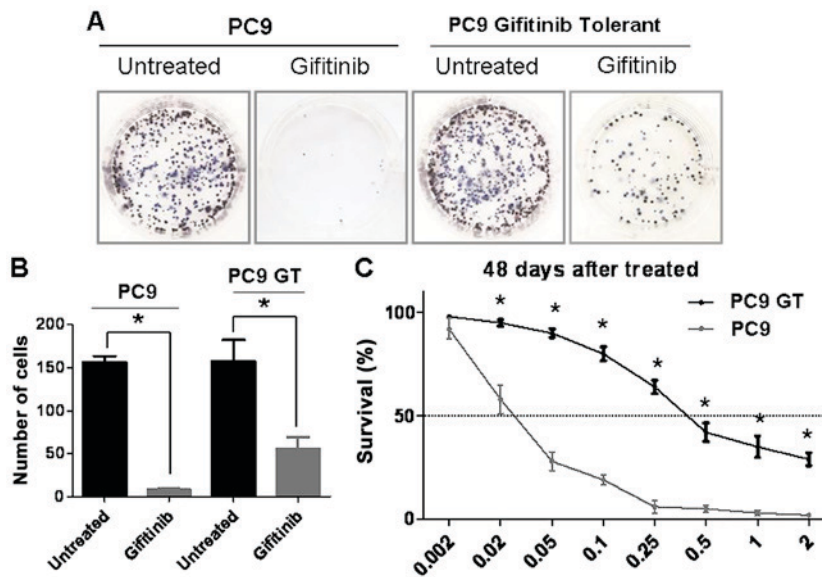 A
PC9
PC9 Gifitinib Tolerant
Untreated
Gifitinib
Untreated
Gifitinib
B
PC9
PC9 GT
*
*
Number of cells
200
150
100
50
0
Untreated
Gifitinib
Untreated
Gifitinib
C
48 days after treated
PC9 GT
PC9
* * * * * * *
Survival (%)
100
50
0
0.002 0.02 0.05 0.1 0.25 0.5 1 2